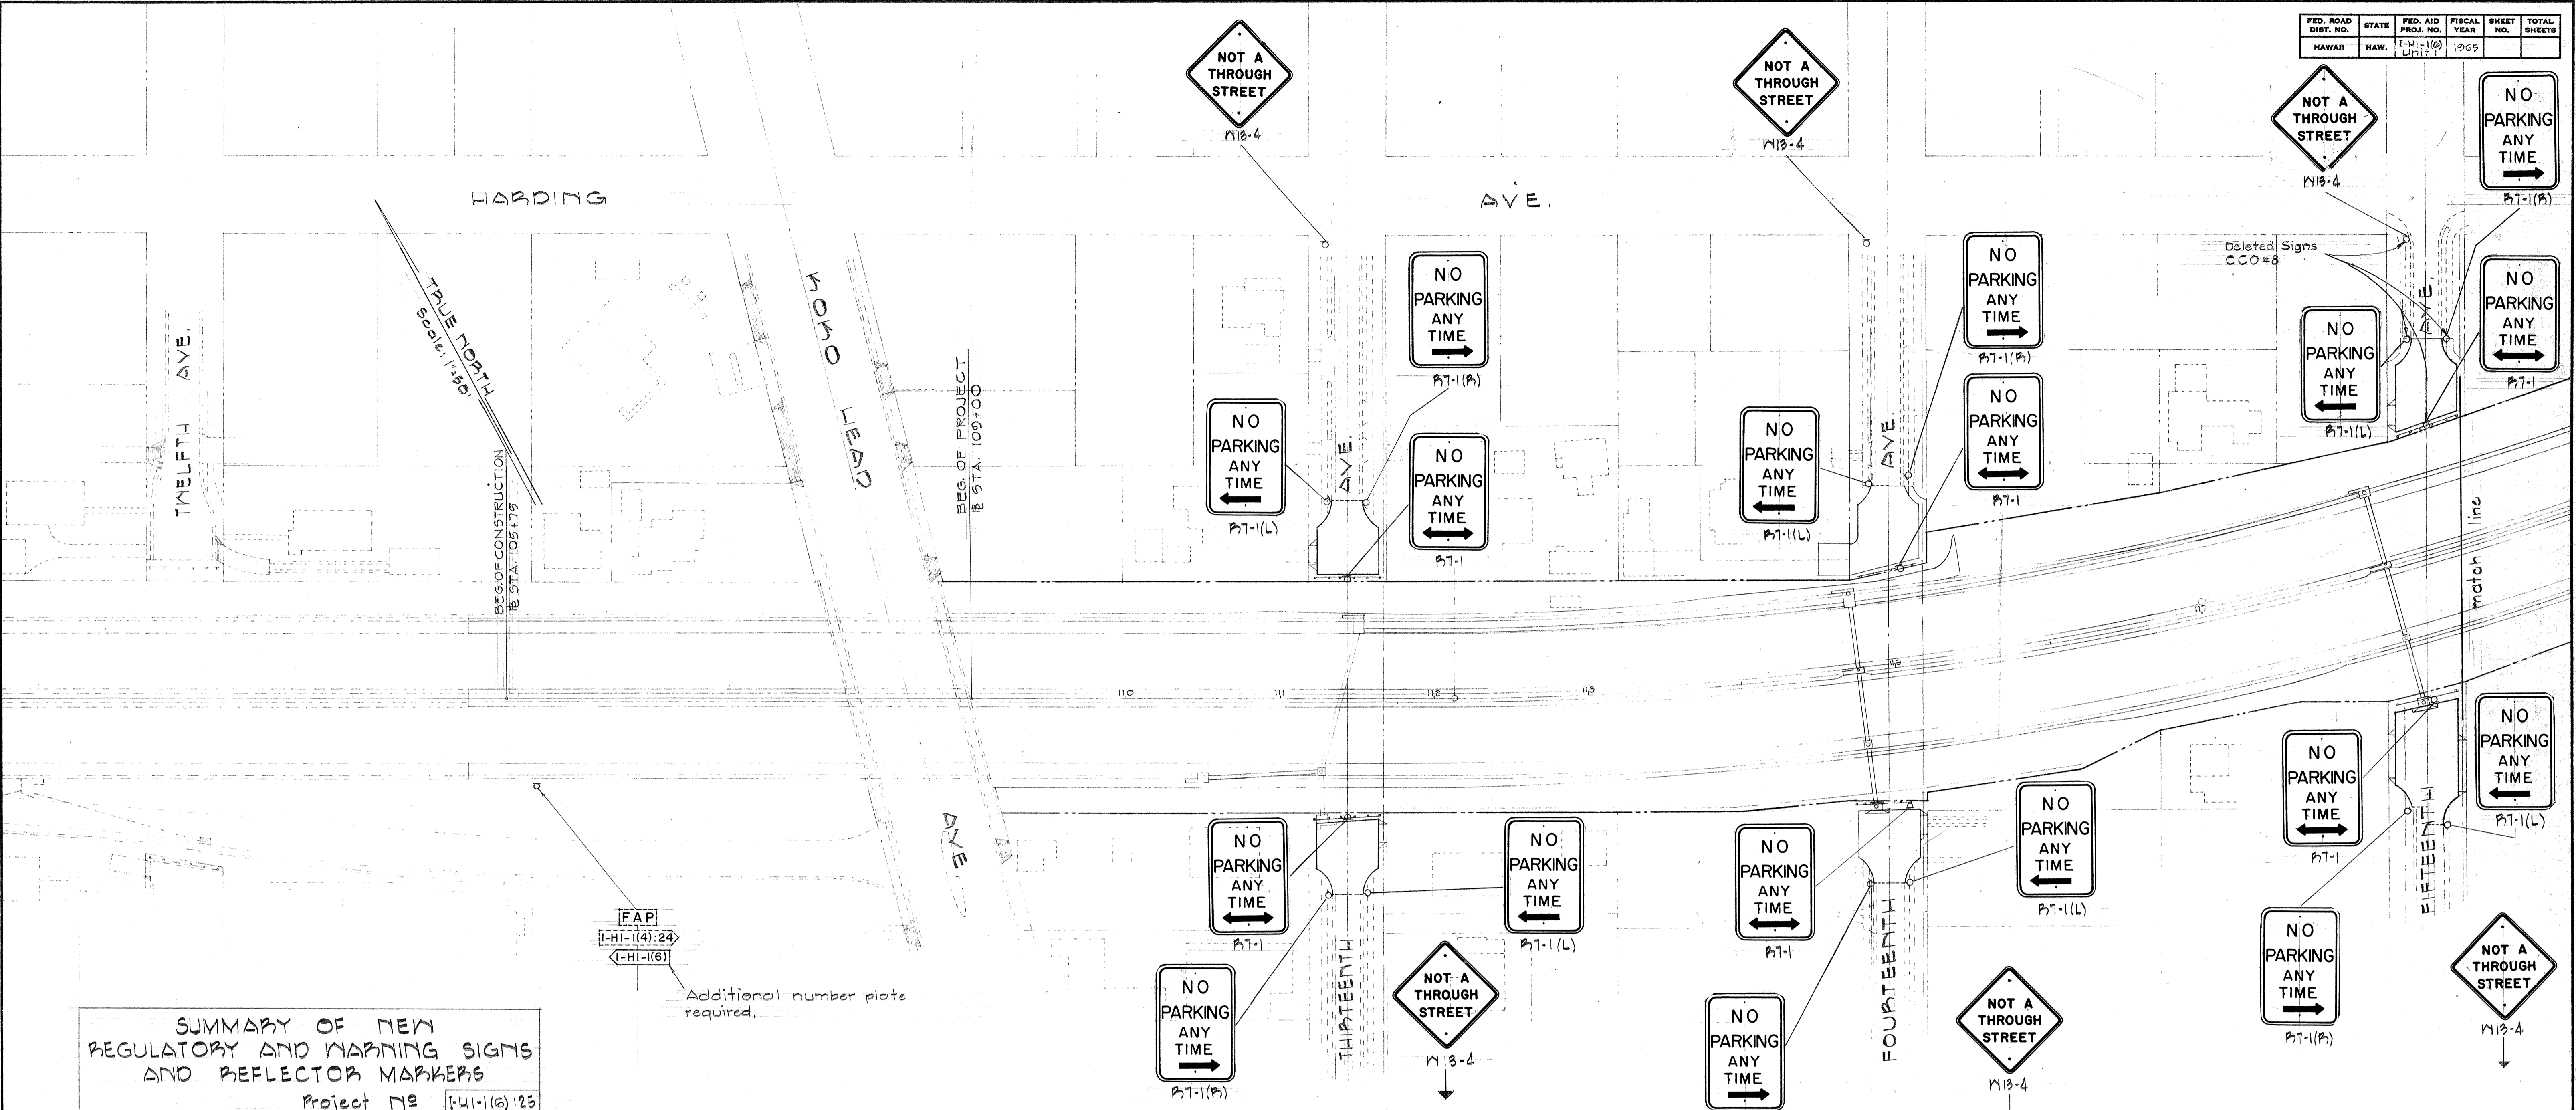 FED. ROAD DIST. NO. STATE FED. AID PROJ. NO. FISCAL YEAR SHEET NO. TOTAL SHEETS
HAWAII HAW. I-H1-1(6) Unit 1 1965
NOT A
THROUGH
STREET
W13-4
NOT A
THROUGH
STREET
W13-4
NOT A
THROUGH
STREET
W13-4
NO
PARKING
ANY
TIME
R7-1(R)
HARDING AVE.
Deleted Signs
CCO #8
TWELFTH AVE.
TRUE NORTH
Scale: 1"=50'
KOKO HEAD AVE.
BEG. OF CONSTRUCTION
℄ STA. 105+75
BEG. OF PROJECT
℄ STA. 109+00
NO
PARKING
ANY
TIME
R7-1(R)
NO
PARKING
ANY
TIME
R7-1(L)
AVE.
NO
PARKING
ANY
TIME
R7-1
NO
PARKING
ANY
TIME
R7-1(R)
NO
PARKING
ANY
TIME
R7-1(L)
AVE.
NO
PARKING
ANY
TIME
R7-1
NO
PARKING
ANY
TIME
R7-1(L)
AVE.
NO
PARKING
ANY
TIME
R7-1
match line
110
111
112
113
116
117
FAP
I-H1-1(4):24
I-H1-1(6)
Additional number plate
required.
NO
PARKING
ANY
TIME
R7-1
NO
PARKING
ANY
TIME
R7-1(L)
NO
PARKING
ANY
TIME
R7-1(R)
THIRTEENTH
NOT A
THROUGH
STREET
W13-4
NO
PARKING
ANY
TIME
R7-1
NO
PARKING
ANY
TIME
R7-1(L)
NO
PARKING
ANY
TIME
FOURTEENTH
NOT A
THROUGH
STREET
W13-4
NO
PARKING
ANY
TIME
R7-1
NO
PARKING
ANY
TIME
R7-1(L)
FIFTEENTH
NO
PARKING
ANY
TIME
R7-1(R)
NOT A
THROUGH
STREET
W13-4
SUMMARY OF NEW
REGULATORY AND WARNING SIGNS
AND REFLECTOR MARKERS
Project Nº I-H1-1(6):25